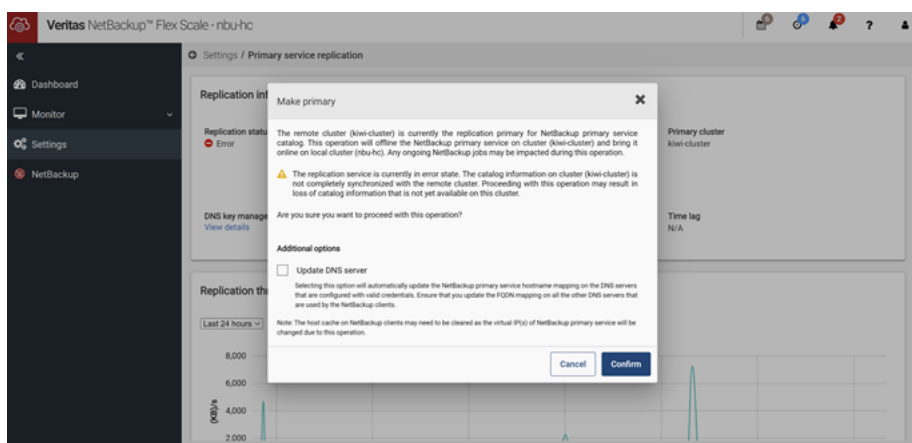 Veritas NetBackup™ Flex Scale - nbu-hc
6
6
2
?
«
Settings / Primary service replication
Dashboard
Monitor
Settings
NetBackup
Replication inf
Replication statu
Error
Primary cluster
kiwi-cluster
DNS key manage
View details
Time lag
N/A
Make primary
The remote cluster (kiwi-cluster) is currently the replication primary for NetBackup primary service
catalog. This operation will offline the NetBackup primary service on cluster (kiwi-cluster) and bring it
online on local cluster (nbu-hc). Any ongoing NetBackup jobs may be impacted during this operation.
The replication service is currently in error state. The catalog information on cluster (kiwi-cluster) is
not completely synchronized with the remote cluster. Proceeding with this operation may result in
loss of catalog information that is not yet available on this cluster.
Are you sure you want to proceed with this operation?
Additional options
Update DNS server
Selecting this option will automatically update the NetBackup primary service hostname mapping on the DNS servers
that are configured with valid credentials. Ensure that you update the FQDN mapping on all the other DNS servers that
are used by the NetBackup clients.
Note: The host cache on NetBackup clients may need to be cleared as the virtual IP(s) of NetBackup primary service will be
changed due to this operation.
Cancel
Confirm
Replication thr
Last 24 hours
8,000
6,000
4,000
2,000
(KB)/s